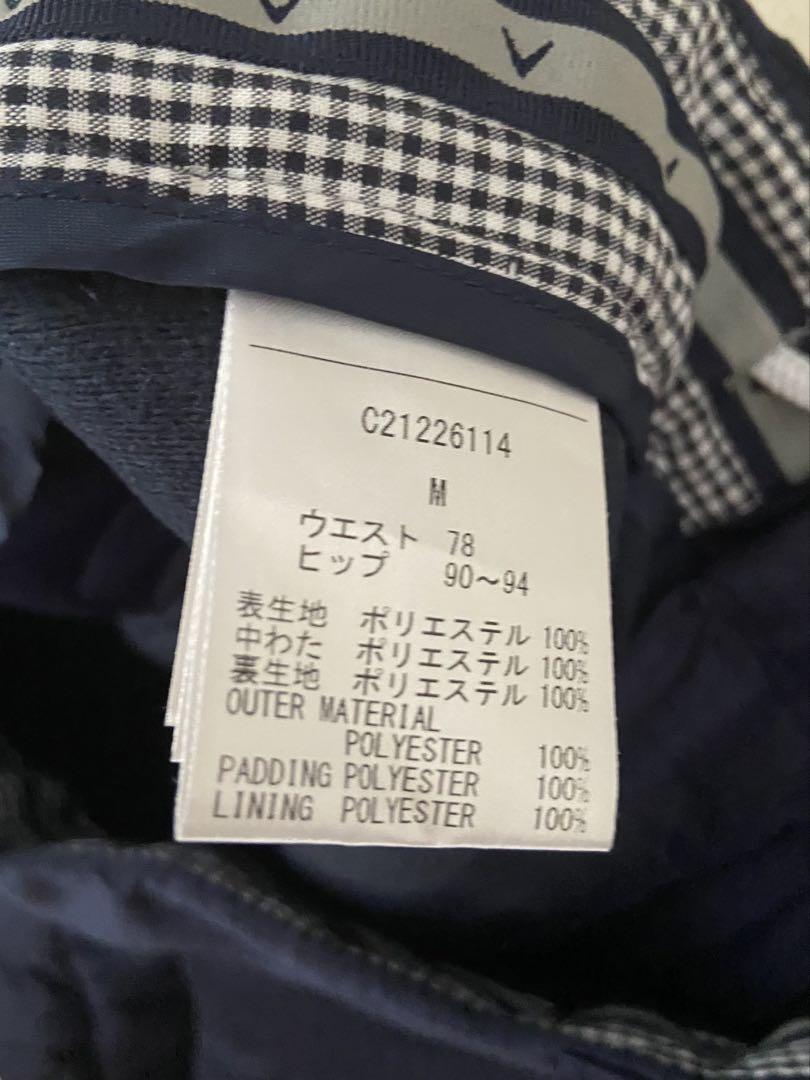 C21226114
M
ウエスト 78
ヒップ 90～94
表生地 ポリエステル 100%
中わた ポリエステル 100%
裏生地 ポリエステル 100%
OUTER MATERIAL
POLYESTER 100%
PADDING POLYESTER 100%
LINING POLYESTER 100%